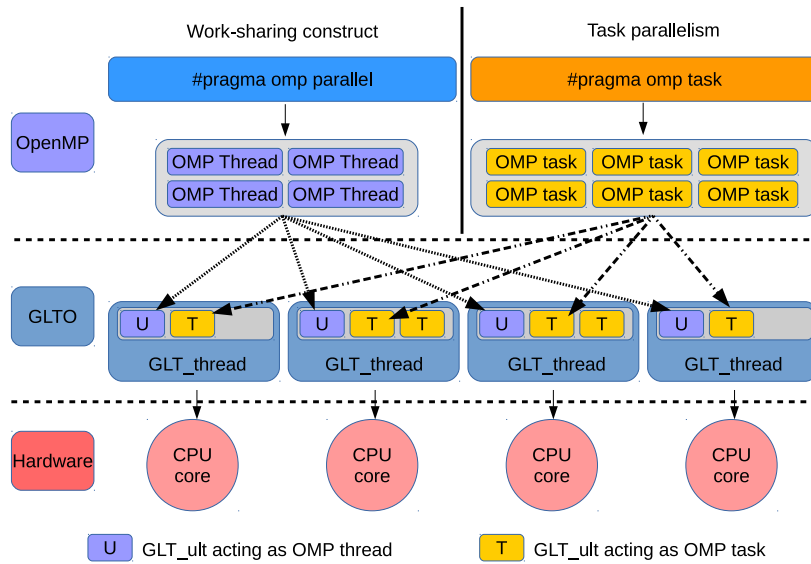 Work-sharing construct
Task parallelism
#pragma omp parallel
#pragma omp task
OpenMP
OMP Thread OMP Thread
OMP task OMP task OMP task
OMP Thread OMP Thread
OMP task OMP task OMP task
GLTO
U T
U T T
U T T
U T
GLT_thread
GLT_thread
GLT_thread
GLT_thread
Hardware
CPU
core
CPU
core
CPU
core
CPU
core
U GLT_ult acting as OMP thread
T GLT_ult acting as OMP task